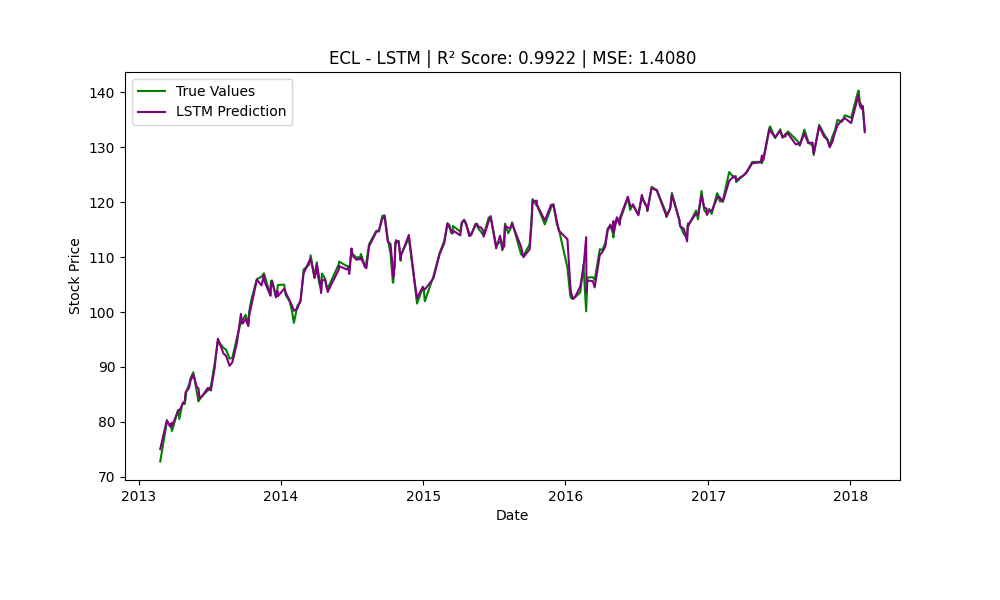 ECL - LSTM | R² Score: 0.9922 | MSE: 1.4080
True Values
LSTM Prediction
140
130
120
110
100
90
80
70
Stock Price
2013 2014 2015 2016 2017 2018
Date